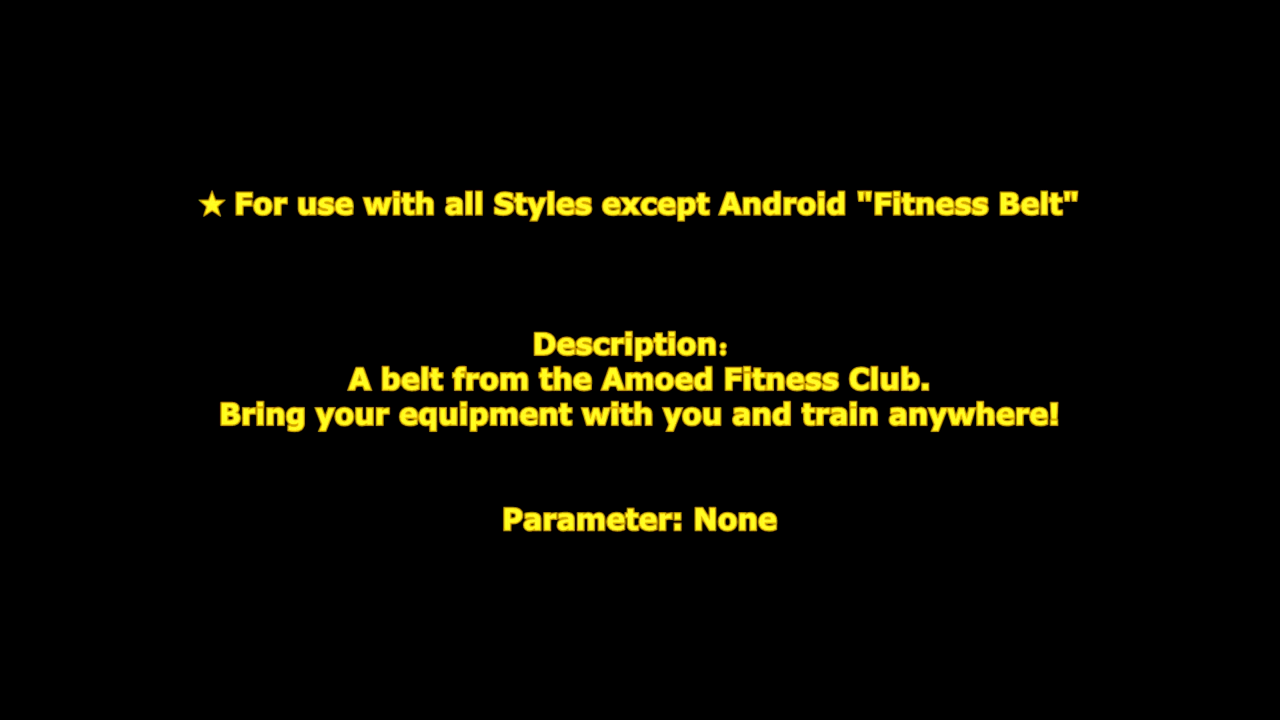 ★ For use with all Styles except Android "Fitness Belt"
Description：
A belt from the Amoed Fitness Club.
Bring your equipment with you and train anywhere!
Parameter: None